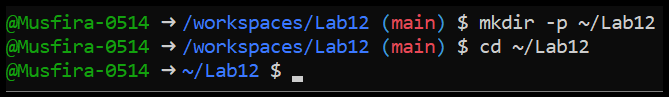 @Musfira-0514 ➜ /workspaces/Lab12 (main) $ mkdir -p ~/Lab12
@Musfira-0514 ➜ /workspaces/Lab12 (main) $ cd ~/Lab12
@Musfira-0514 ➜ ~/Lab12 $